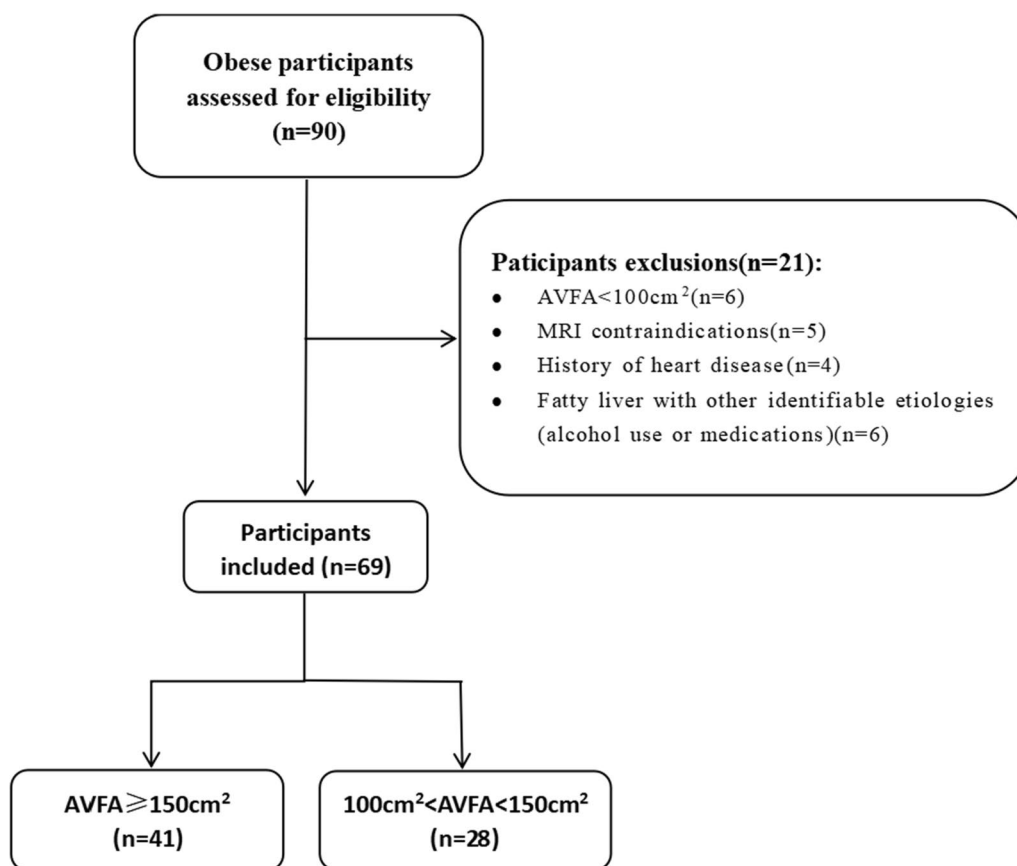 Obese participants
assessed for eligibility
(n=90)
Paticipants exclusions(n=21):
• AVFA<100cm²(n=6)
• MRI contraindications(n=5)
• History of heart disease(n=4)
• Fatty liver with other identifiable etiologies
(alcohol use or medications)(n=6)
Participants
included (n=69)
AVFA≥150cm²
(n=41)
100cm²<AVFA<150cm²
(n=28)